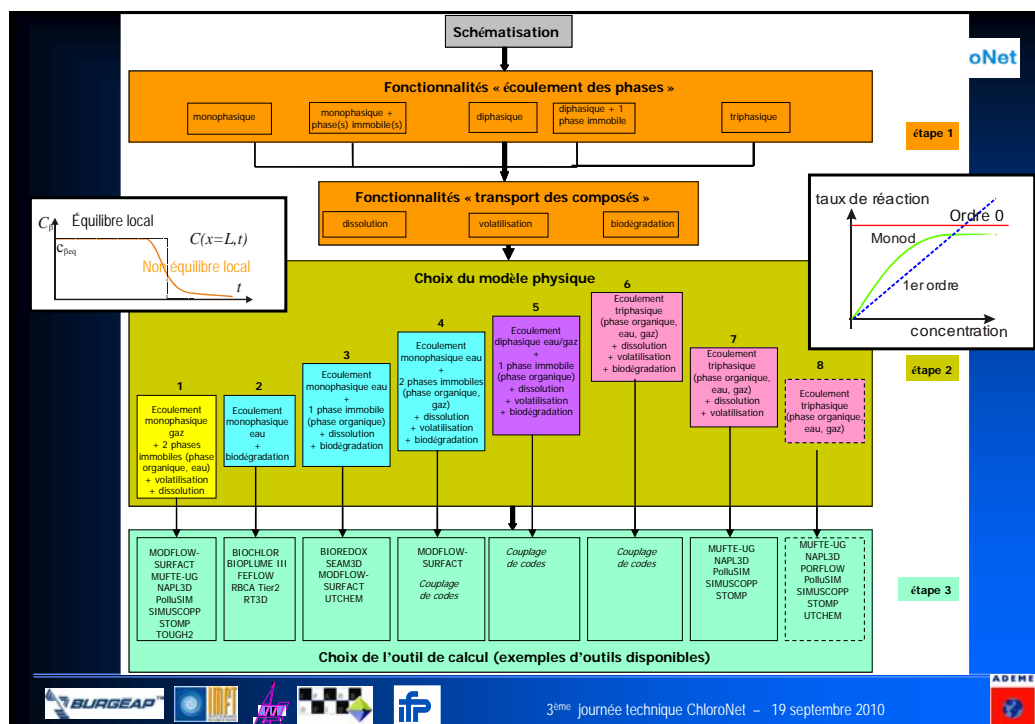 Schématisation
oNet
Fonctionnalités « écoulement des phases »
monophasique
monophasique +
phase(s) immobile(s)
diphasique
diphasique + 1
phase immobile
triphasique
étape 1
Fonctionnalités « transport des composés »
dissolution
volatilisation
biodégradation
Cβ
Équilibre local
cβeq
C(x=L,t)
Non équilibre local
t
taux de réaction
Ordre 0
Monod
1er ordre
concentration
Choix du modèle physique
étape 2
1
Ecoulement
monophasique
gaz
+ 2 phases
immobiles (phase
organique, eau)
+ volatilisation
+ dissolution
2
Ecoulement
monophasique
eau
+
biodégradation
3
Ecoulement
monophasique eau
+
1 phase immobile
(phase organique)
+ dissolution
+ biodégradation
4
Ecoulement
monophasique eau
+
2 phases immobiles
(phase organique,
gaz)
+ dissolution
+ volatilisation
+ biodégradation
5
Ecoulement
diphasique eau/gaz
+
1 phase immobile
(phase organique)
+ dissolution
+ volatilisation
+ biodégradation
6
Ecoulement
triphasique
(phase organique,
eau, gaz)
+ dissolution
+ volatilisation
+ biodégradation
7
Ecoulement
triphasique
(phase organique,
eau, gaz)
+ dissolution
+ volatilisation
8
Ecoulement
triphasique
(phase organique,
eau, gaz)
MODFLOW-
SURFACT
MUFTE-UG
NAPL3D
PolluSIM
SIMUSCOPP
STOMP
TOUGH2
BIOCHLOR
BIOPLUME III
FEFLOW
RBCA Tier2
RT3D
BIOREDOX
SEAM3D
MODFLOW-
SURFACT
UTCHEM
MODFLOW-
SURFACT
Couplage
de codes
Couplage
de codes
Couplage
de codes
MUFTE-UG
NAPL3D
PolluSIM
SIMUSCOPP
STOMP
MUFTE-UG
NAPL3D
PORFLOW
PolluSIM
SIMUSCOPP
STOMP
UTCHEM
étape 3
Choix de l'outil de calcul (exemples d'outils disponibles)
BURGEAP™
IMFT
ifp
3ème journée technique ChloroNet – 19 septembre 2010
ADEME